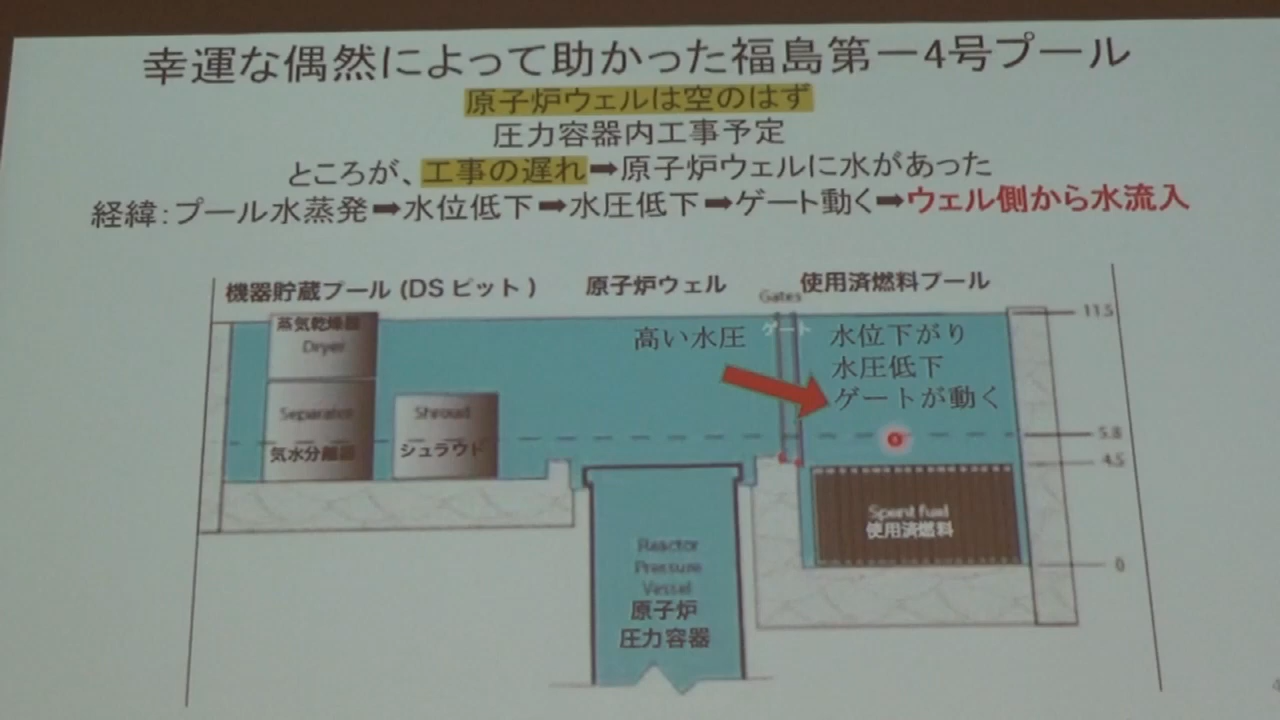 幸運な偶然によって助かった福島第一4号プール
原子炉ウェルは空のはず
圧力容器内工事予定
ところが、工事の遅れ➡原子炉ウェルに水があった
経緯：プール水蒸発➡水位低下➡水圧低下➡ゲート動く➡ウェル側から水流入
機器貯蔵プール (DSピット)
原子炉ウェル
使用済燃料プール
Gates
ゲート
11.5
蒸気乾燥器
Dryer
高い水圧
水位下がり
水圧低下
ゲートが動く
Separator
Shroud
気水分離器
シュラウド
5.8
4.5
Spent fuel
使用済燃料
Reactor
Pressure
Vessel
原子炉
圧力容器
0